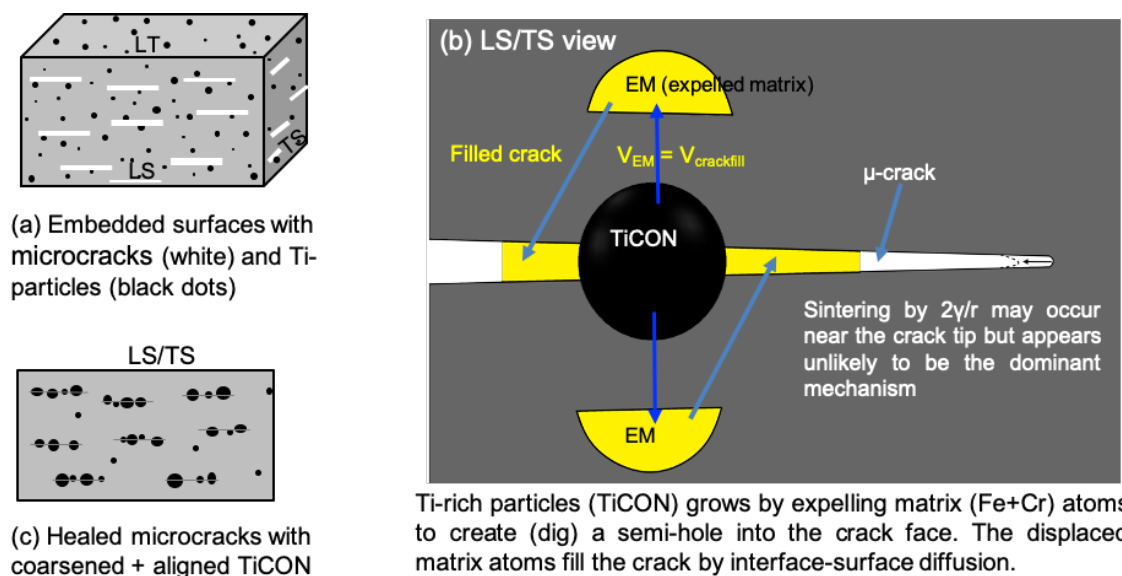 LT
TS
LS
(a) Embedded surfaces with
microcracks (white) and Ti-
particles (black dots)
LS/TS
(c) Healed microcracks with
coarsened + aligned TiCON
(b) LS/TS view
EM (expelled matrix)
Filled crack
V_EM = V_crackfill
μ-crack
TiCON
Sintering by 2γ/r may occur
near the crack tip but appears
unlikely to be the dominant
mechanism
EM
Ti-rich particles (TiCON) grows by expelling matrix (Fe+Cr) atoms
to create (dig) a semi-hole into the crack face. The displaced
matrix atoms fill the crack by interface-surface diffusion.